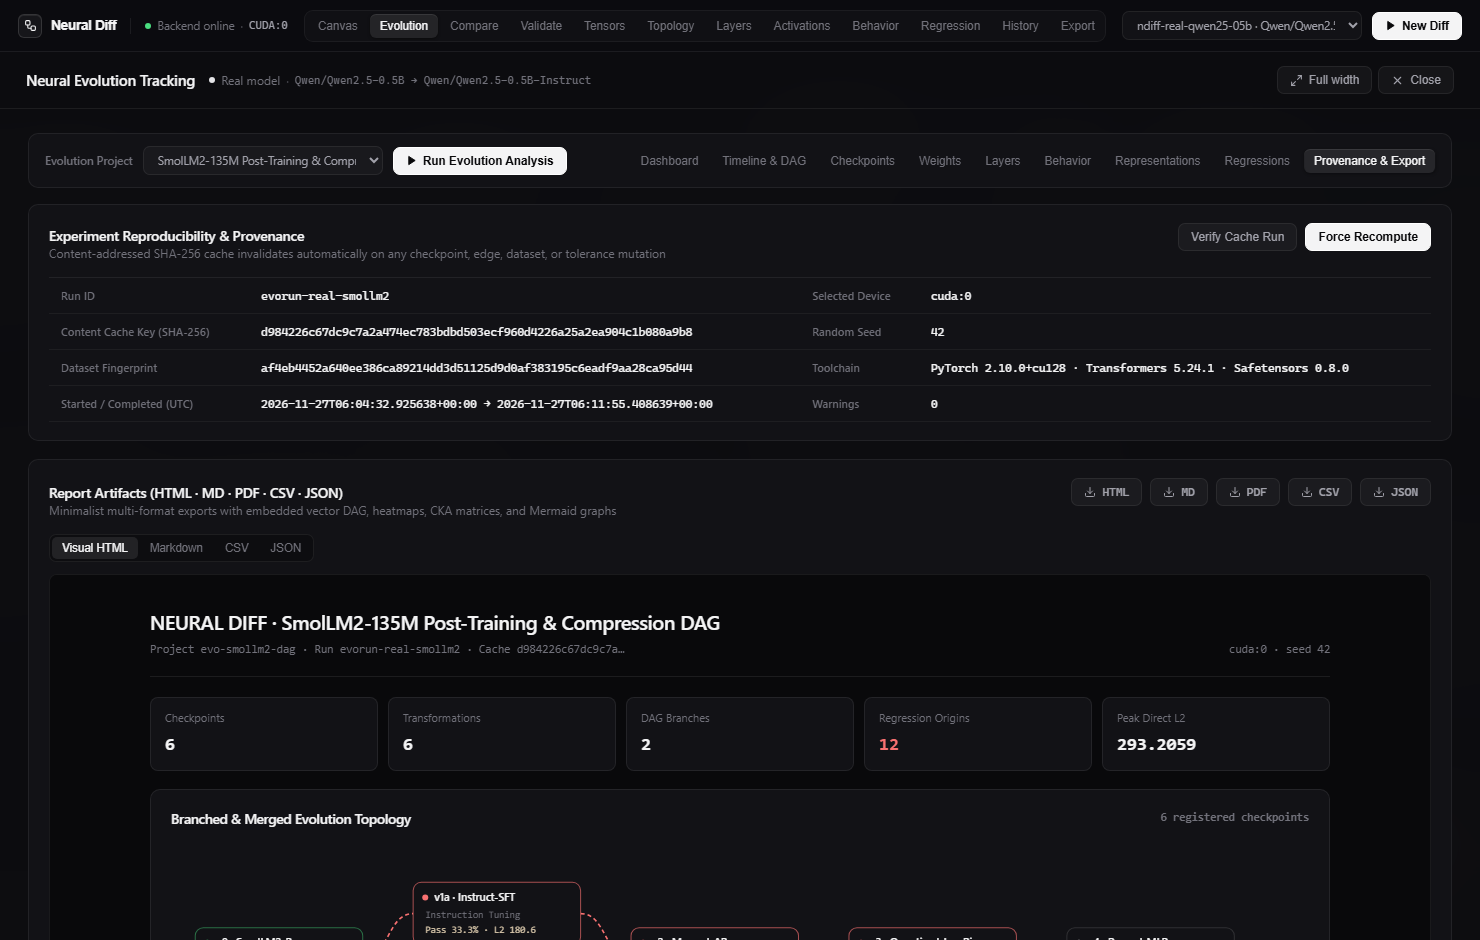 Neural Diff
Backend online · CUDA:0
Canvas Evolution Compare Validate Tensors Topology Layers Activations Behavior Regression History Export
ndiff-real-qwen25-05b · Qwen/Qwen2.
New Diff
Neural Evolution Tracking
Real model · Qwen/Qwen2.5-0.5B → Qwen/Qwen2.5-0.5B-Instruct
Full width
Close
Evolution Project
SmolLM2-135M Post-Training & Compr
Run Evolution Analysis
Dashboard Timeline & DAG Checkpoints Weights Layers Behavior Representations Regressions Provenance & Export
Experiment Reproducibility & Provenance
Content-addressed SHA-256 cache invalidates automatically on any checkpoint, edge, dataset, or tolerance mutation
Verify Cache Run
Force Recompute
Run ID evorun-real-smollm2 Selected Device cuda:0
Content Cache Key (SHA-256) d984226c67dc9c7a2a474ec783bdbd503ecf960d4226a25a2ea904c1b080a9b8 Random Seed 42
Dataset Fingerprint af4eb4452a640ee386ca89214dd3d51125d9d0af383195c6eadf9aa28ca95d44 Toolchain PyTorch 2.10.0+cu128 · Transformers 5.24.1 · Safetensors 0.8.0
Started / Completed (UTC) 2026-11-27T06:04:32.925638+00:00 → 2026-11-27T06:11:55.408639+00:00 Warnings 0
Report Artifacts (HTML · MD · PDF · CSV · JSON)
Minimalist multi-format exports with embedded vector DAG, heatmaps, CKA matrices, and Mermaid graphs
HTML MD PDF CSV JSON
Visual HTML Markdown CSV JSON
NEURAL DIFF · SmolLM2-135M Post-Training & Compression DAG
Project evo-smollm2-dag · Run evorun-real-smollm2 · Cache d984226c67dc9c7a…
cuda:0 · seed 42
Checkpoints
6
Transformations
6
DAG Branches
2
Regression Origins
12
Peak Direct L2
293.2059
Branched & Merged Evolution Topology
6 registered checkpoints
v1a · Instruct-SFT
Instruction Tuning
Pass 33.3% · L2 180.6